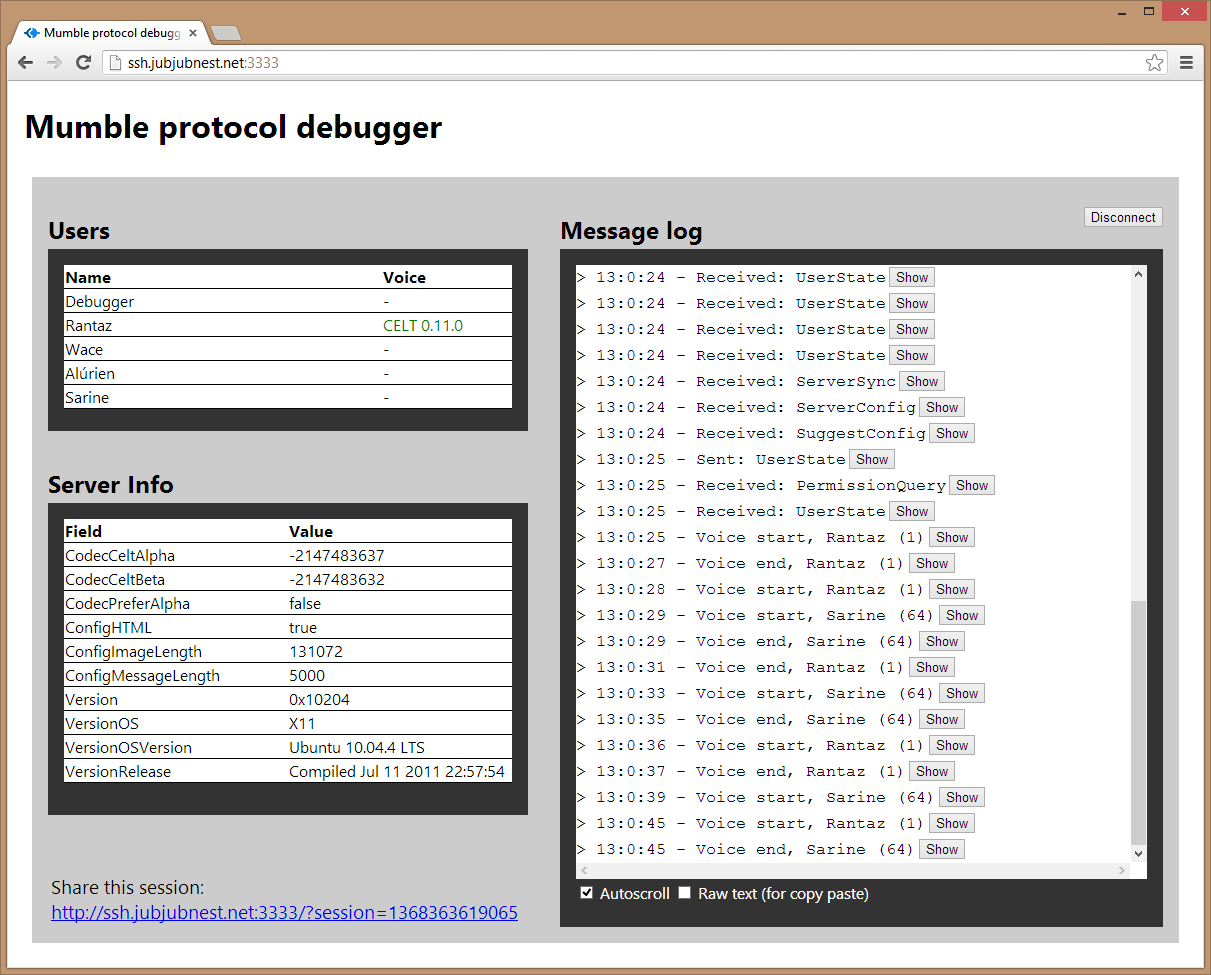 Mumble protocol debugg
ssh.jubjubnest.net:3333
Mumble protocol debugger
Users
Name Voice
Debugger -
Rantaz CELT 0.11.0
Wace -
Alúrien -
Sarine -
Server Info
Field Value
CodecCeltAlpha -2147483637
CodecCeltBeta -2147483632
CodecPreferAlpha false
ConfigHTML true
ConfigImageLength 131072
ConfigMessageLength 5000
Version 0x10204
VersionOS X11
VersionOSVersion Ubuntu 10.04.4 LTS
VersionRelease Compiled Jul 11 2011 22:57:54
Share this session:
http://ssh.jubjubnest.net:3333/?session=1368363619065
Message log
Disconnect
> 13:0:24 - Received: UserState Show
> 13:0:24 - Received: UserState Show
> 13:0:24 - Received: UserState Show
> 13:0:24 - Received: UserState Show
> 13:0:24 - Received: ServerSync Show
> 13:0:24 - Received: ServerConfig Show
> 13:0:24 - Received: SuggestConfig Show
> 13:0:25 - Sent: UserState Show
> 13:0:25 - Received: PermissionQuery Show
> 13:0:25 - Received: UserState Show
> 13:0:25 - Voice start, Rantaz (1) Show
> 13:0:27 - Voice end, Rantaz (1) Show
> 13:0:28 - Voice start, Rantaz (1) Show
> 13:0:29 - Voice start, Sarine (64) Show
> 13:0:29 - Voice end, Sarine (64) Show
> 13:0:31 - Voice end, Rantaz (1) Show
> 13:0:33 - Voice start, Sarine (64) Show
> 13:0:35 - Voice end, Sarine (64) Show
> 13:0:36 - Voice start, Rantaz (1) Show
> 13:0:37 - Voice end, Rantaz (1) Show
> 13:0:39 - Voice start, Sarine (64) Show
> 13:0:45 - Voice start, Rantaz (1) Show
> 13:0:45 - Voice end, Sarine (64) Show
Autoscroll Raw text (for copy paste)